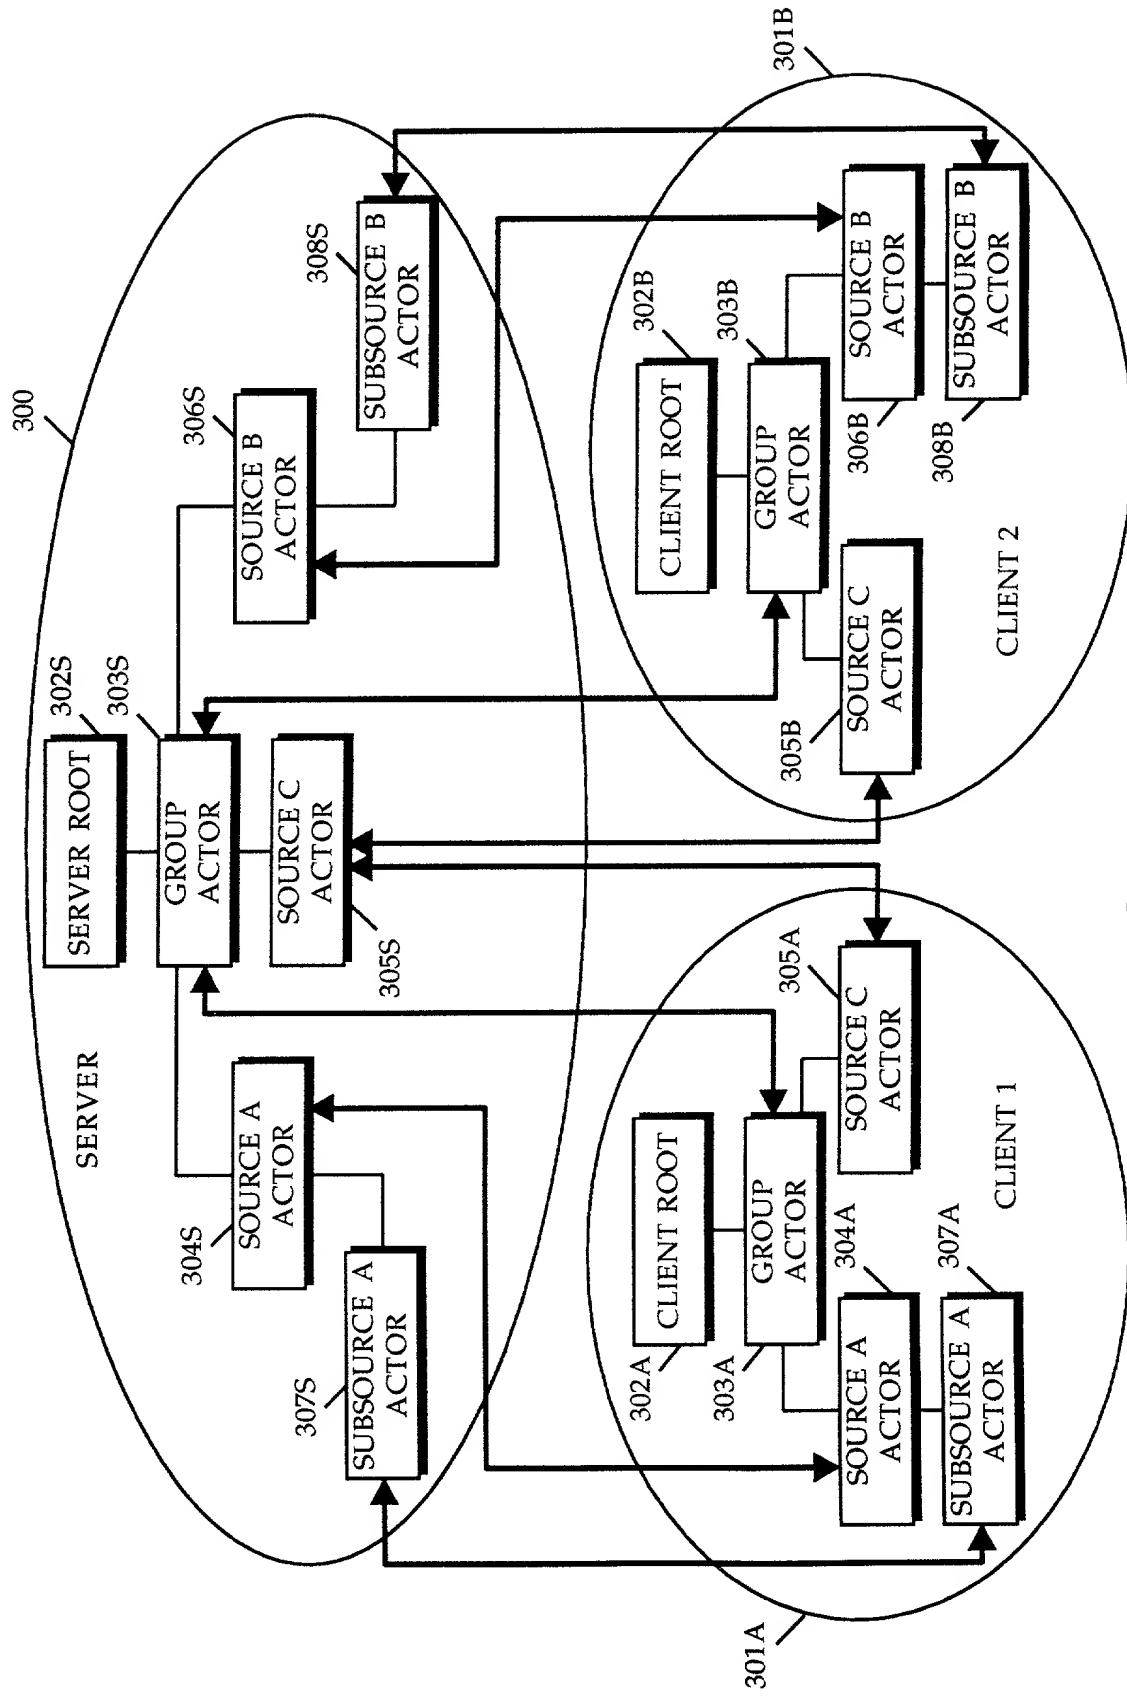 300
SERVER
302S
SERVER ROOT
303S
GROUP
ACTOR
304S
SOURCE A
ACTOR
305S
SOURCE C
ACTOR
306S
SOURCE B
ACTOR
307S
SUBSOURCE A
ACTOR
308S
SUBSOURCE B
ACTOR
301A
302A
CLIENT ROOT
303A
GROUP
ACTOR
304A
SOURCE A
ACTOR
305A
SOURCE C
ACTOR
307A
SUBSOURCE A
ACTOR
CLIENT 1
301B
302B
CLIENT ROOT
303B
GROUP
ACTOR
305B
SOURCE C
ACTOR
306B
SOURCE B
ACTOR
308B
SUBSOURCE B
ACTOR
CLIENT 2